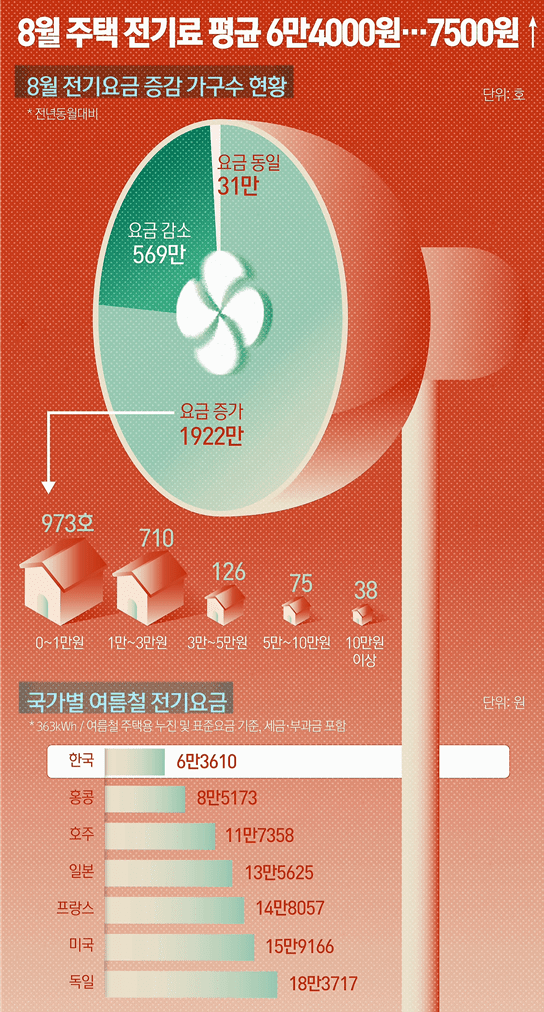 8월 주택 전기료 평균 6만4000원…7500원↑
8월 전기요금 증감 가구수 현황
단위: 호
* 전년동월대비
요금 동일
31만
요금 감소
569만
요금 증가
1922만
973호
710
126
75
38
0~1만원
1만~3만원
3만~5만원
5만~10만원
10만원
이상
국가별 여름철 전기요금
단위: 원
* 363kWh / 여름철 주택용 누진 및 표준요금 기준, 세금·부과금 포함
한국 6만3610
홍콩 8만5173
호주 11만7358
일본 13만5625
프랑스 14만8057
미국 15만9166
독일 18만3717